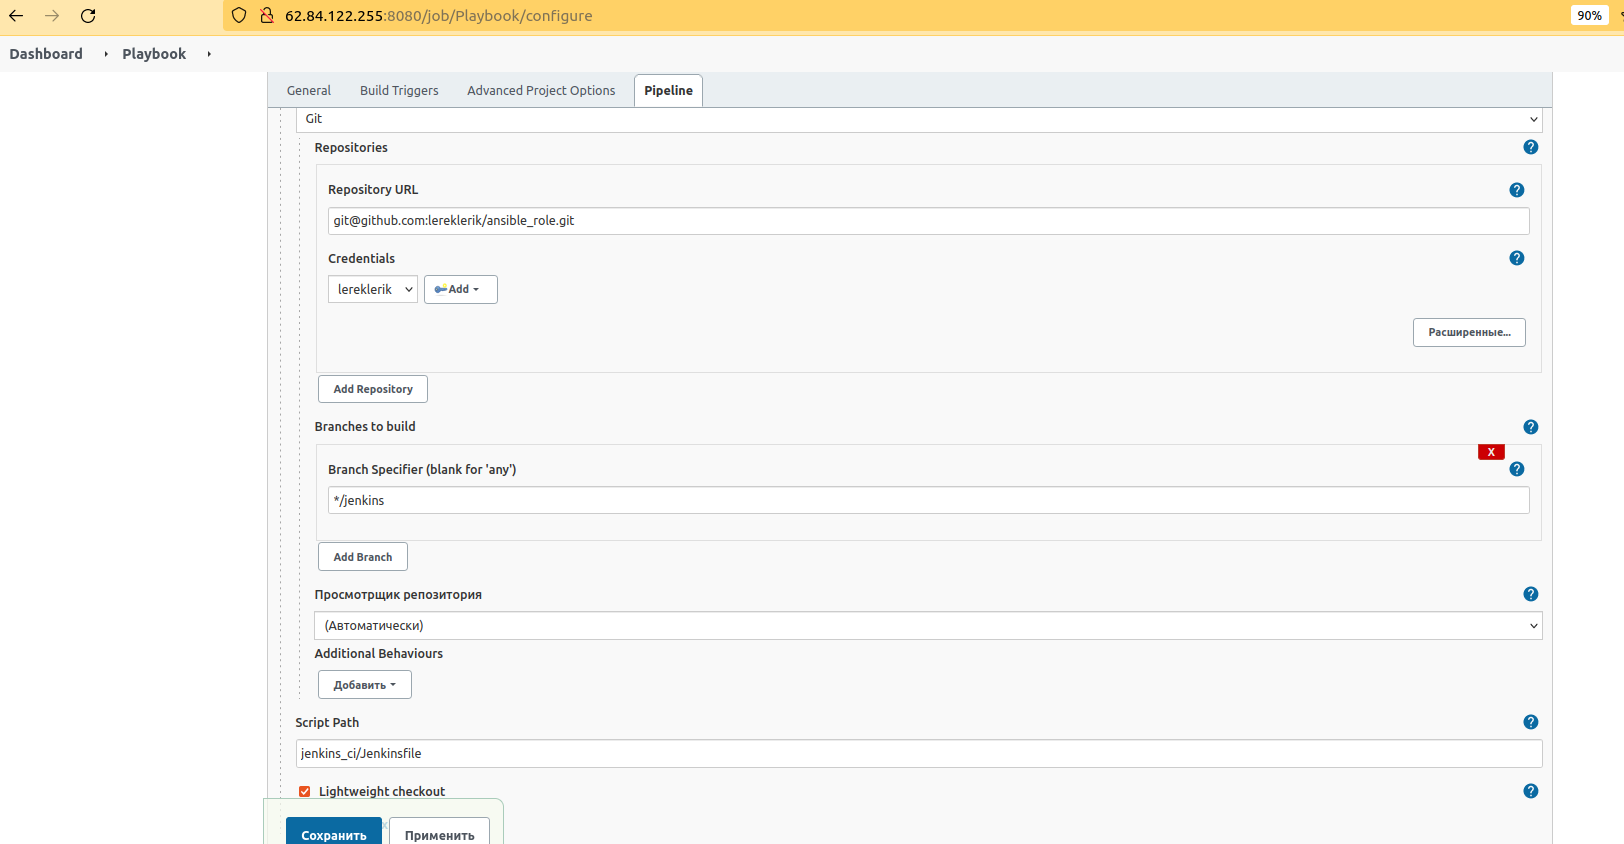 62.84.122.255:8080/job/Playbook/configure 90%
Dashboard Playbook
General Build Triggers Advanced Project Options Pipeline
Git
Repositories
?
Repository URL
?
git@github.com:lereklerik/ansible_role.git
Credentials
?
lereklerik Add
Расширенные...
Add Repository
Branches to build
?
X
Branch Specifier (blank for 'any')
?
*/jenkins
Add Branch
Просмотрщик репозитория
?
(Автоматически)
Additional Behaviours
Добавить
Script Path
?
jenkins_ci/Jenkinsfile
Lightweight checkout
?
Сохранить Применить